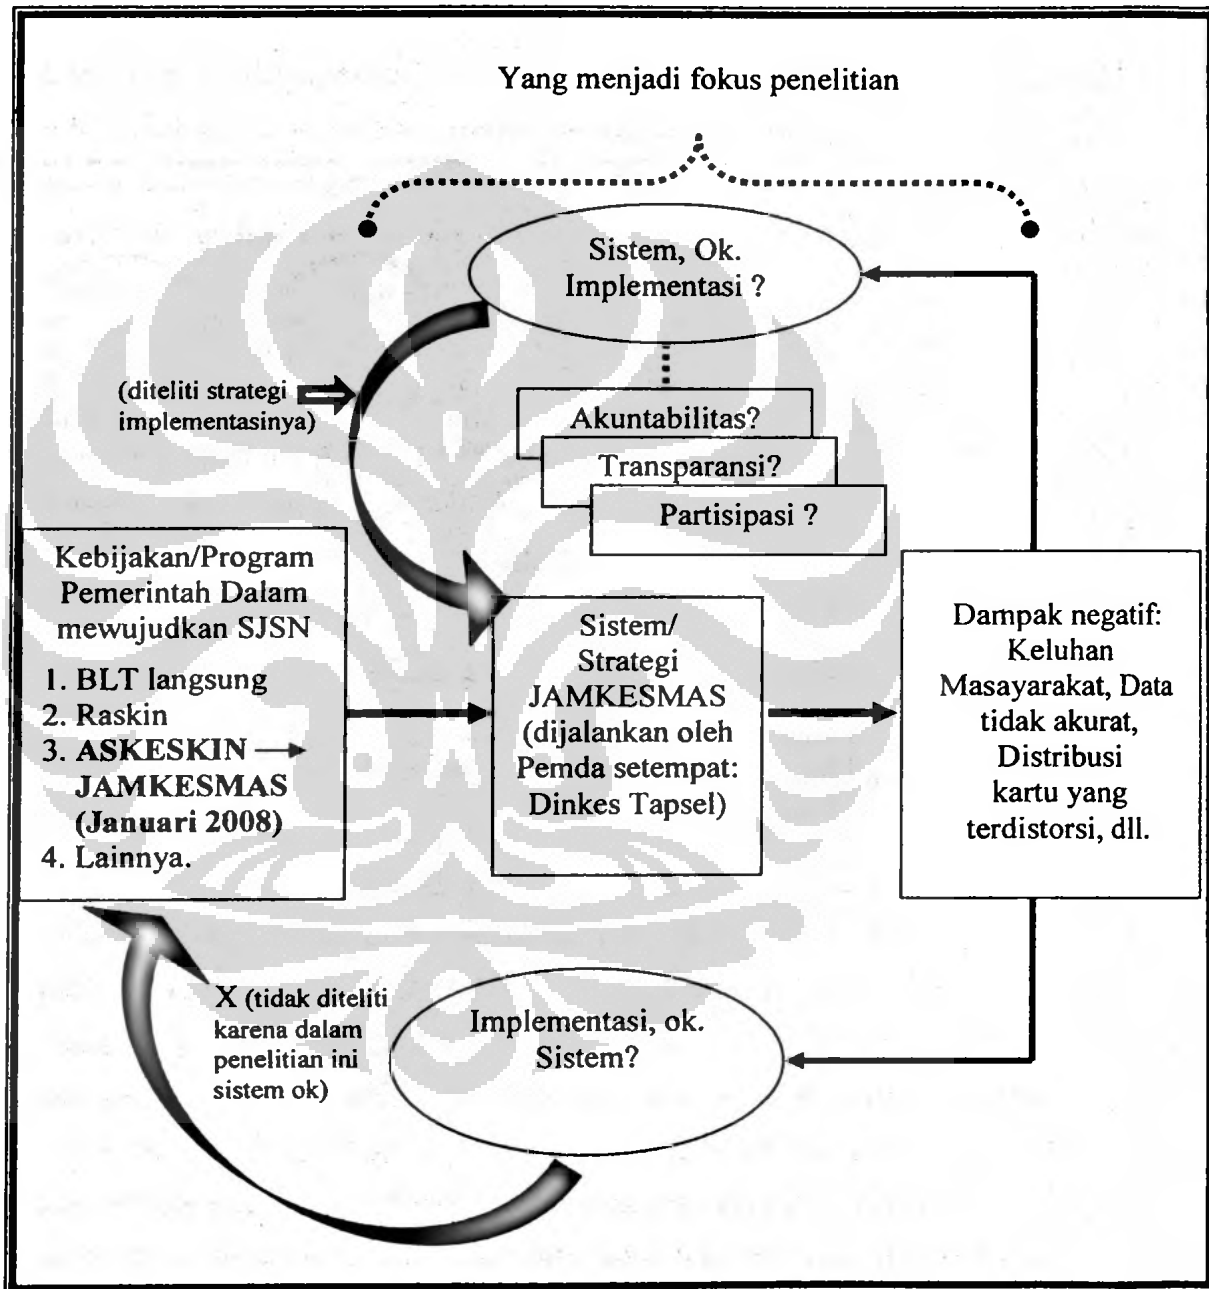 Yang menjadi fokus penelitian
Sistem, Ok.
Implementasi ?
(diteliti strategi
implementasinya)
Akuntabilitas?
Transparansi?
Partisipasi ?
Kebijakan/Program
Pemerintah Dalam
mewujudkan SJSN
1. BLT langsung
2. Raskin
3. ASKESKIN →
JAMKESMAS
(Januari 2008)
4. Lainnya.
Sistem/
Strategi
JAMKESMAS
(dijalankan oleh
Pemda setempat:
Dinkes Tapsel)
Dampak negatif:
Keluhan
Masayarakat, Data
tidak akurat,
Distribusi
kartu yang
terdistorsi, dll.
X (tidak diteliti
karena dalam
penelitian ini
sistem ok)
Implementasi, ok.
Sistem?